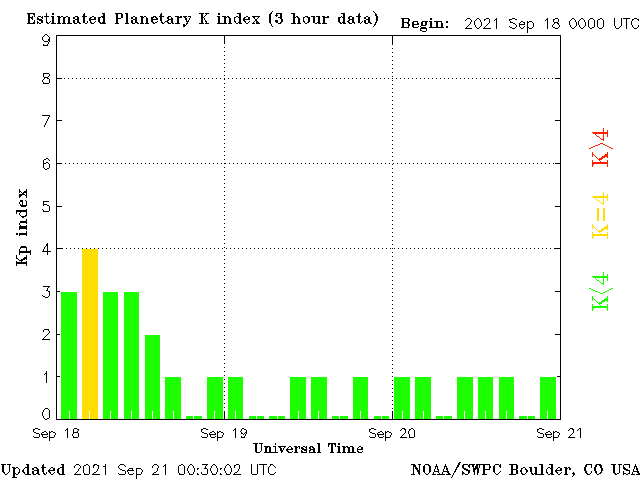 Estimated Planetary K index (3 hour data)
Begin: 2021 Sep 18 0000 UTC
9
8
7
6
5
4
3
2
1
0
Kp index
K>4
K=4
K<4
Sep 18
Sep 19
Sep 20
Sep 21
Universal Time
Updated 2021 Sep 21 00:30:02 UTC
NOAA/SWPC Boulder, CO USA